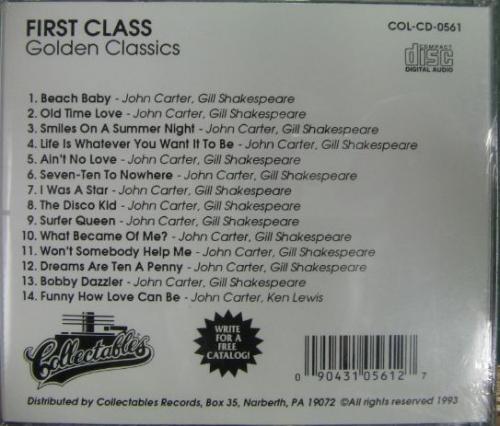 FIRST CLASS
Golden Classics
COL-CD-0561
COMPACT
disc
DIGITAL AUDIO
1. Beach Baby - John Carter, Gill Shakespeare
2. Old Time Love - John Carter, Gill Shakespeare
3. Smiles On A Summer Night - John Carter, Gill Shakespeare
4. Life Is Whatever You Want It To Be - John Carter, Gill Shakespeare
5. Ain't No Love - John Carter, Gill Shakespeare
6. Seven-Ten To Nowhere - John Carter, Gill Shakespeare
7. I Was A Star - John Carter, Gill Shakespeare
8. The Disco Kid - John Carter, Gill Shakespeare
9. Surfer Queen - John Carter, Gill Shakespeare
10. What Became Of Me? - John Carter, Gill Shakespeare
11. Won't Somebody Help Me - John Carter, Gill Shakespeare
12. Dreams Are Ten A Penny - John Carter, Gill Shakespeare
13. Bobby Dazzler - John Carter, Gill Shakespeare
14. Funny How Love Can Be - John Carter, Ken Lewis
Collectables
WRITE
FOR A
FREE
CATALOG!
0 90431 05612 7
Distributed by Collectables Records, Box 35, Narberth, PA 19072 ©All rights reserved 1993